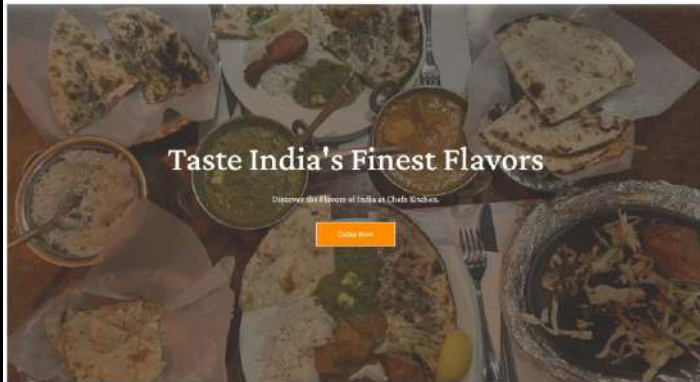 Taste India's Finest Flavors
Discover the Flavors of India at Chefs Kitchen.
Order Now